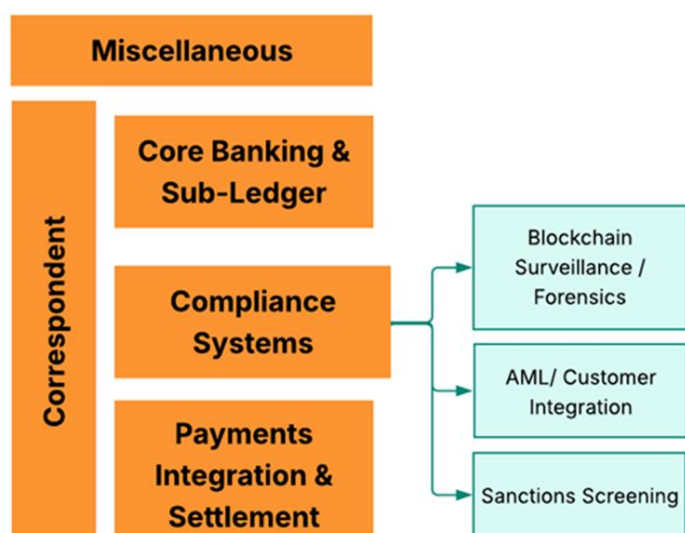 Miscellaneous
Correspondent
Core Banking &
Sub-Ledger
Compliance
Systems
Payments
Integration &
Settlement
Blockchain
Surveillance /
Forensics
AML/ Customer
Integration
Sanctions Screening